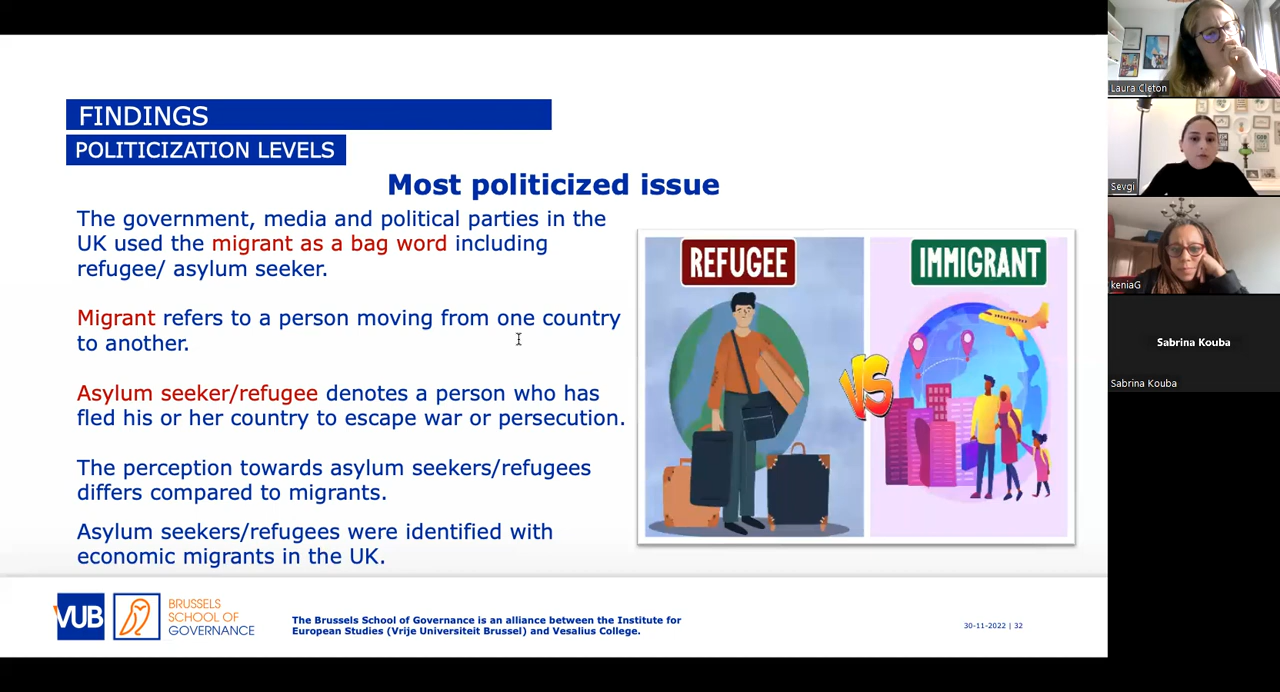 FINDINGS
POLITICIZATION LEVELS
Most politicized issue
The government, media and political parties in the
UK used the migrant as a bag word including
refugee/ asylum seeker.
Migrant refers to a person moving from one country
to another.
Asylum seeker/refugee denotes a person who has
fled his or her country to escape war or persecution.
The perception towards asylum seekers/refugees
differs compared to migrants.
Asylum seekers/refugees were identified with
economic migrants in the UK.
REFUGEE
VS
IMMIGRANT
VUB
BRUSSELS
SCHOOL OF
GOVERNANCE
The Brussels School of Governance is an alliance between the Institute for
European Studies (Vrije Universiteit Brussel) and Vesalius College.
30-11-2022 | 32
Laura Cleton
Sevgi
keniaG
Sabrina Kouba
Sabrina Kouba